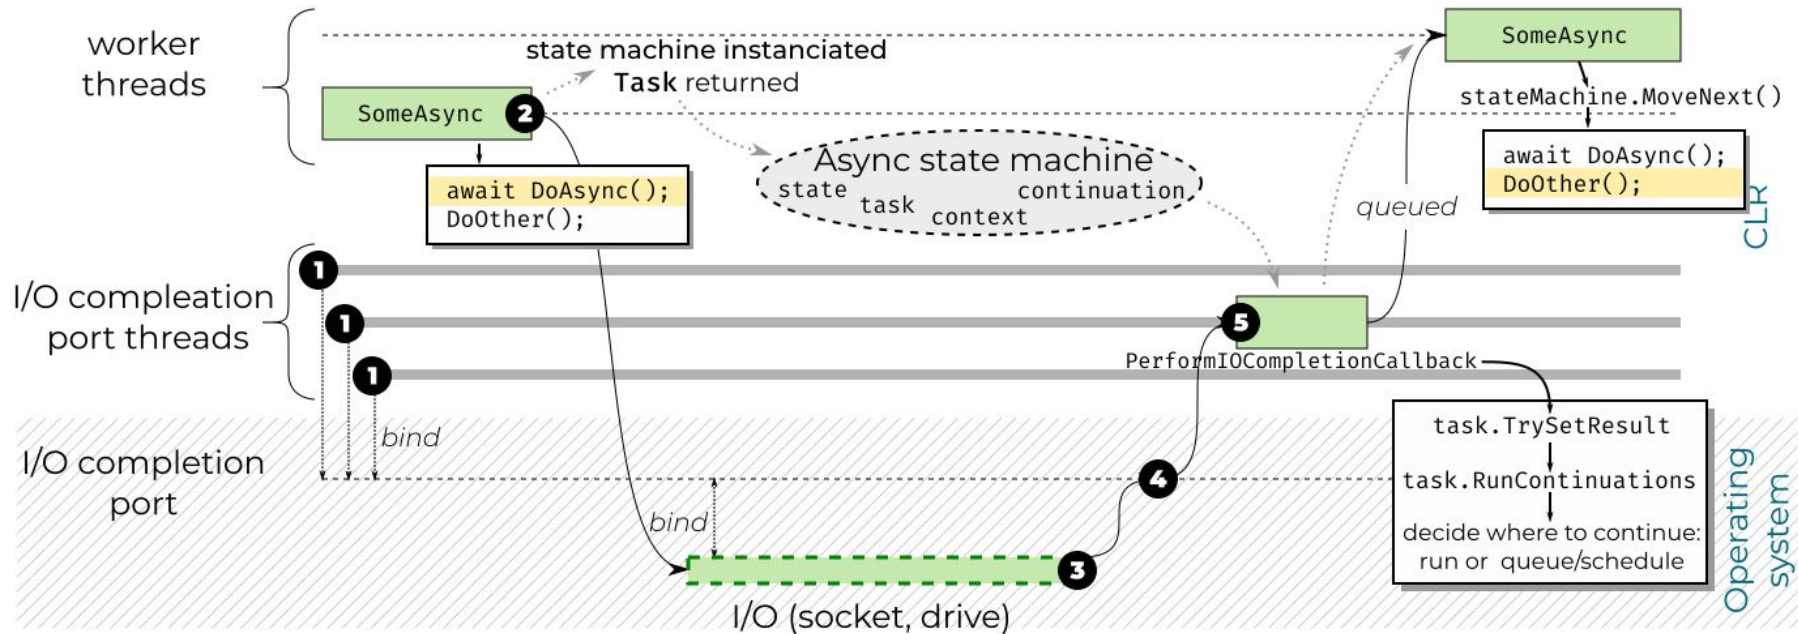 worker
threads
SomeAsync
2
state machine instanciated
Task returned
await DoAsync();
DoOther();
Async state machine
state
task
context
continuation
SomeAsync
stateMachine.MoveNext()
await DoAsync();
DoOther();
queued
CLR
I/O compleation
port threads
1
1
1
5
PerformIOCompletionCallback
bind
I/O completion
port
bind
4
3
I/O (socket, drive)
task.TrySetResult
task.RunContinuations
decide where to continue:
run or queue/schedule
Operating
system